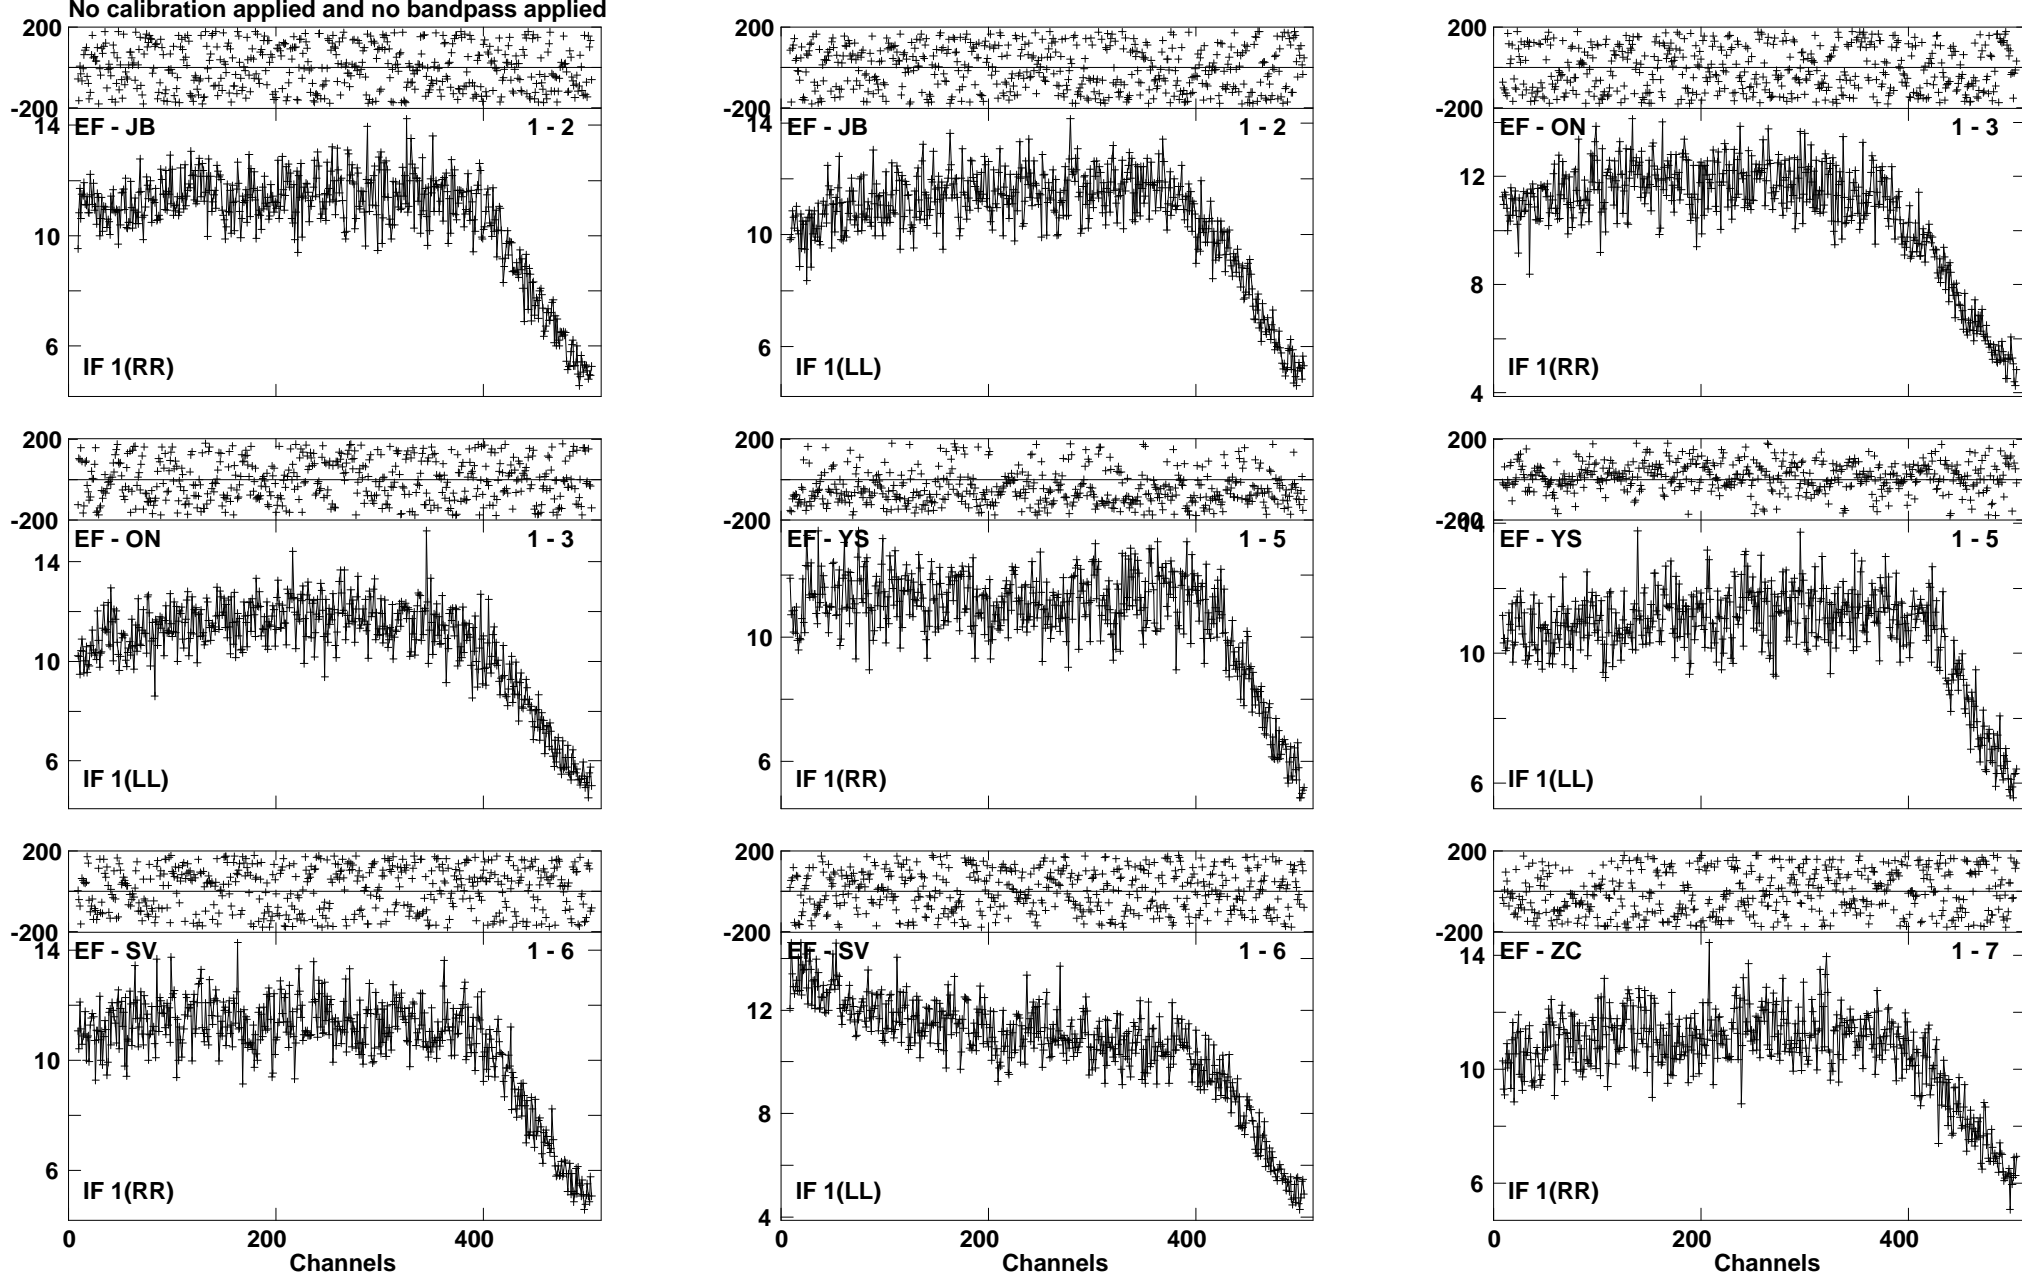 No calibration applied and no bandpass applied
200
-200
14
10
6
EF - JB
1 - 2
IF 1(RR)
200
-200
14
10
6
EF - JB
1 - 2
IF 1(LL)
200
-200
12
8
4
EF - ON
1 - 3
IF 1(RR)
200
-200
14
10
6
EF - ON
1 - 3
IF 1(LL)
200
-200
10
6
EF - YS
1 - 5
IF 1(RR)
200
-200
14
10
6
EF - YS
1 - 5
IF 1(LL)
200
-200
14
10
6
EF - SV
1 - 6
IF 1(RR)
0 200 400
Channels
200
-200
12
8
4
EF - SV
1 - 6
IF 1(LL)
0 200 400
Channels
200
-200
14
10
6
EF - ZC
1 - 7
IF 1(RR)
0 200 400
Channels